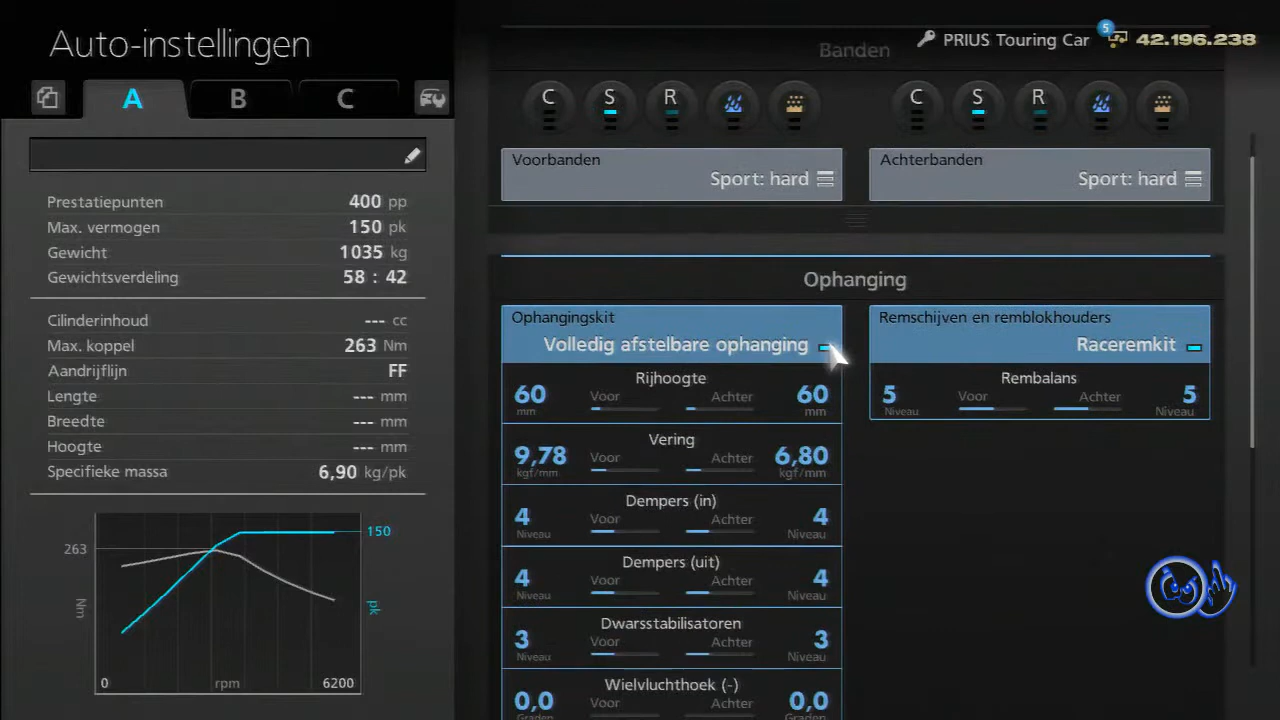 Auto-instellingen
A
B
C
Prestatiepunten 400 pp
Max. vermogen 150 pk
Gewicht 1035 kg
Gewichtsverdeling 58 : 42
Cilinderinhoud --- cc
Max. koppel 263 Nm
Aandrijflijn FF
Lengte --- mm
Breedte --- mm
Hoogte --- mm
Specifieke massa 6,90 kg/pk
150
263
Nm
pk
0 rpm 6200
Banden
PRIUS Touring Car
5
42.196.238
C S R
C S R
Voorbanden
Sport: hard
Achterbanden
Sport: hard
Ophanging
Ophangingskit
Volledig afstelbare ophanging
Rijhoogte
60 Voor Achter 60
mm mm
Vering
9,78 Voor Achter 6,80
kgf/mm kgf/mm
Dempers (in)
4 Voor Achter 4
Niveau Niveau
Dempers (uit)
4 Voor Achter 4
Niveau Niveau
Dwarsstabilisatoren
3 Voor Achter 3
Niveau Niveau
Wielvluchthoek (-)
0,0 Voor Achter 0,0
Graden Graden
Remschijven en remblokhouders
Raceremkit
Rembalans
5 Voor Achter 5
Niveau Niveau